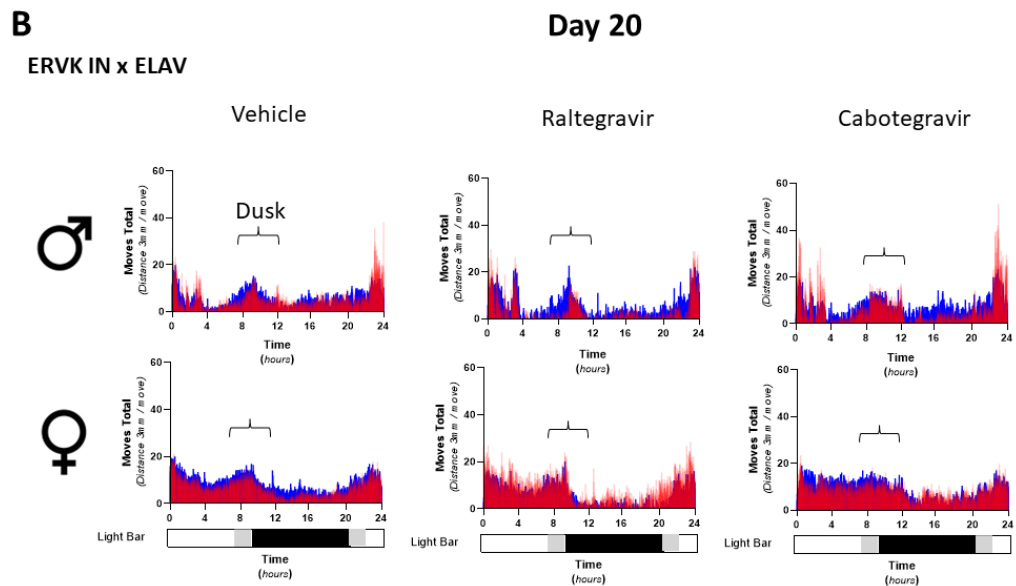 B
Day 20
ERVK IN x ELAV
Vehicle
Raltegravir
Cabotegravir
Moves Total
(Distance 3mm / move)
60
40
20
0
Dusk
0 4 8 12 16 20 24
Time
(hours)
Moves Total
(Distance 3mm / move)
60
40
20
0
0 4 8 12 16 20 24
Time
(hours)
Moves Total
(Distance 3mm / move)
60
40
20
0
0 4 8 12 16 20 24
Time
(hours)
Moves Total
(Distance 3mm / move)
60
40
20
0
0 4 8 12 16 20 24
Light Bar
Time
(hours)
Moves Total
(Distance 3mm / move)
60
40
20
0
0 4 8 12 16 20 24
Light Bar
Time
(hours)
Moves Total
(Distance 3mm / move)
60
40
20
0
0 4 8 12 16 20 24
Light Bar
Time
(hours)